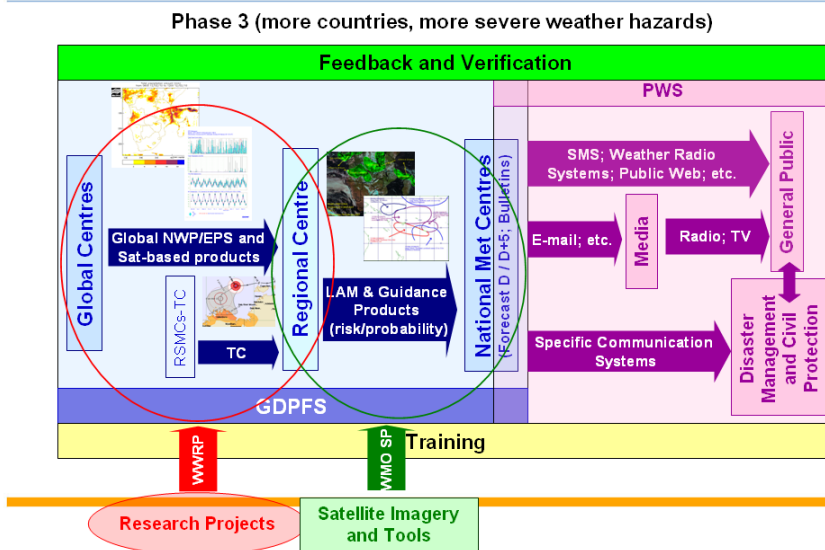 Phase 3 (more countries, more severe weather hazards)
Feedback and Verification
PWS
Global Centres
Global NWP/EPS and
Sat-based products
RSMCs-TC
TC
Regional Centre
LAM & Guidance
Products
(risk/probability)
National Met Centres
(Forecast D / D+5; Bulletins)
SMS; Weather Radio
Systems; Public Web; etc.
E-mail; etc.
Media
Radio; TV
General Public
Specific Communication
Systems
Disaster
Management
and Civil
Protection
GDPFS
Training
WWRP
WMO SP
Research Projects
Satellite Imagery
and Tools